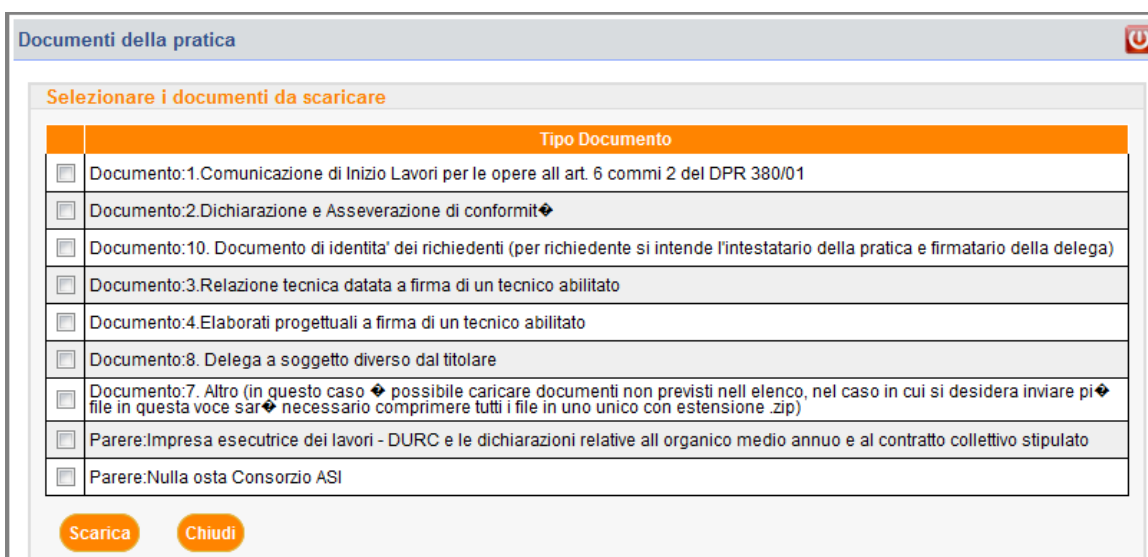 Documenti della pratica
Selezionare i documenti da scaricare
Tipo Documento
Documento:1.Comunicazione di Inizio Lavori per le opere all art. 6 commi 2 del DPR 380/01
Documento:2.Dichiarazione e Asseverazione di conformit�
Documento:10. Documento di identita' dei richiedenti (per richiedente si intende l'intestatario della pratica e firmatario della delega)
Documento:3.Relazione tecnica datata a firma di un tecnico abilitato
Documento:4.Elaborati progettuali a firma di un tecnico abilitato
Documento:8. Delega a soggetto diverso dal titolare
Documento:7. Altro (in questo caso � possibile caricare documenti non previsti nell elenco, nel caso in cui si desidera inviare pi�
file in questa voce sar� necessario comprimere tutti i file in uno unico con estensione .zip)
Parere:Impresa esecutrice dei lavori - DURC e le dichiarazioni relative all organico medio annuo e al contratto collettivo stipulato
Parere:Nulla osta Consorzio ASI
Scarica Chiudi